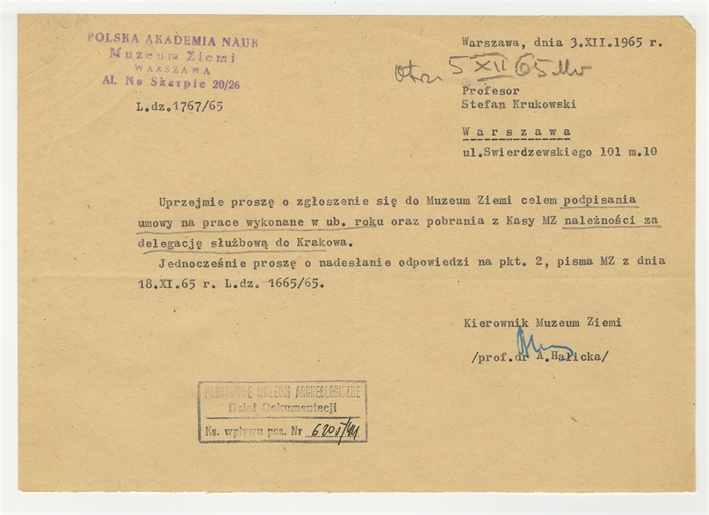 POLSKA AKADEMIA NAUK
Muzeum Ziemi
WARSZAWA
Al. Na Skarpie 20/26
L.dz.1767/65
Warszawa, dnia 3.XII.1965 r.
5 XII 65
Profesor
Stefan Krukowski
Warszawa
ul.Swierdzewskiego 101 m.10
Uprzejmie proszę o zgłoszenie się do Muzeum Ziemi celem podpisania
umowy na prace wykonane w ub. roku oraz pobrania z Kasy MZ należności za
delegację służbową do Krakowa.
Jednocześnie proszę o nadesłanie odpowiedzi na pkt. 2, pisma MZ z dnia
18.XI.65 r. L.dz. 1665/65.
Kierownik Muzeum Ziemi
/prof.dr A.Halicka/
PAŃSTWOWE MUZEUM ARCHEOLOGICZNE
Dział Dokumentacji
Ks. wpływu poz. Nr